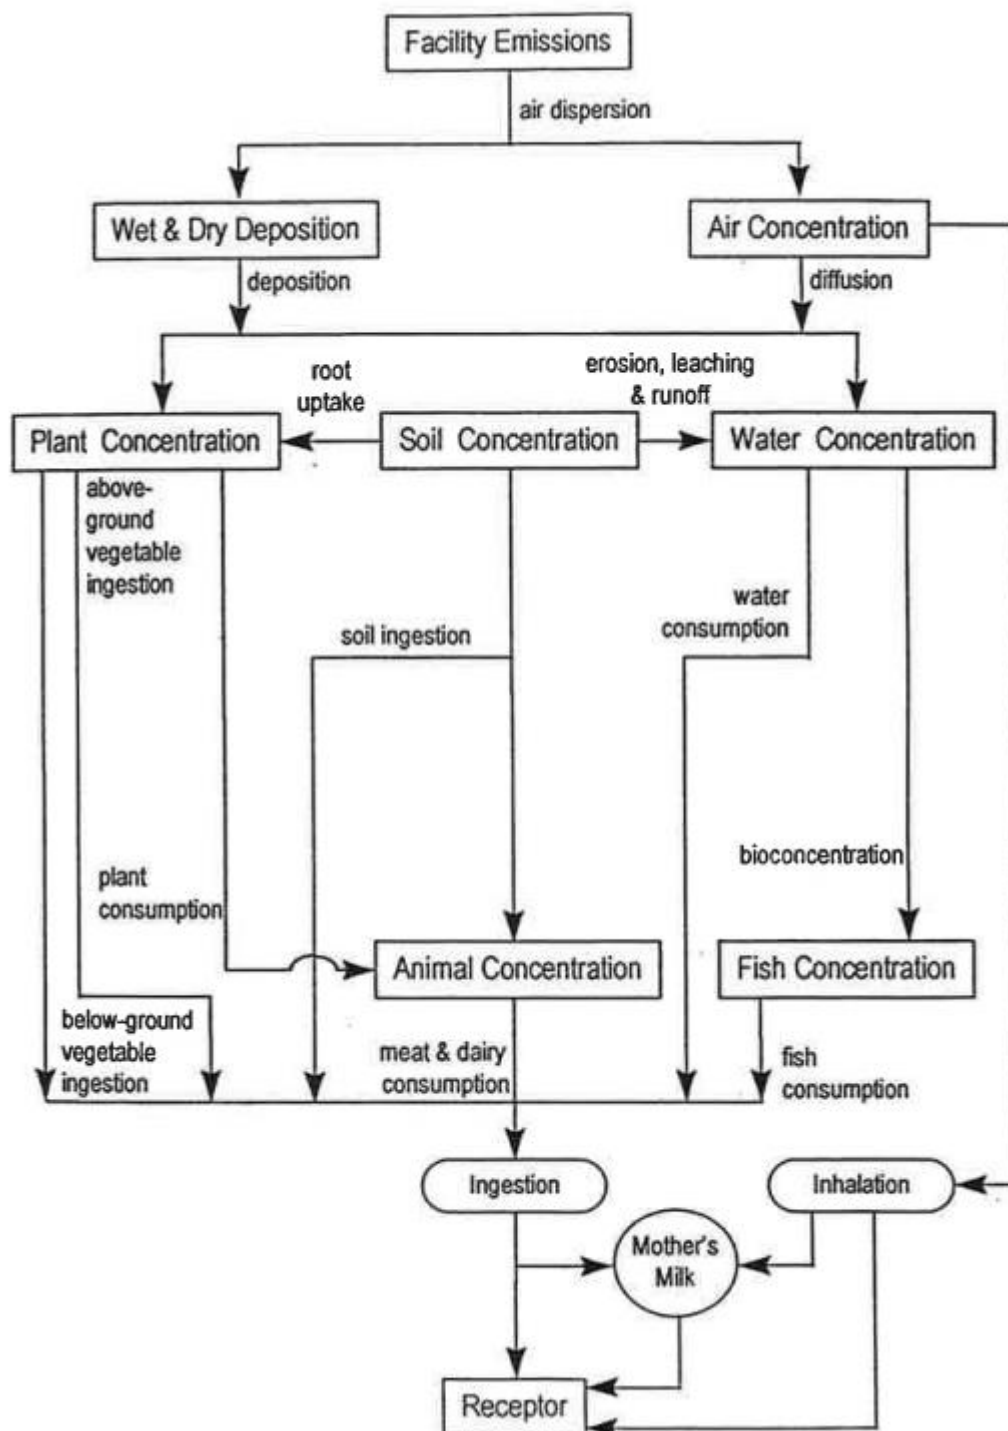 Facility Emissions
air dispersion
Wet & Dry Deposition
Air Concentration
deposition
diffusion
root
uptake
erosion, leaching
& runoff
Plant Concentration
Soil Concentration
Water Concentration
above-
ground
vegetable
ingestion
soil ingestion
water
consumption
plant
consumption
bioconcentration
Animal Concentration
Fish Concentration
below-ground
vegetable
ingestion
meat & dairy
consumption
fish
consumption
Ingestion
Inhalation
Mother's
Milk
Receptor